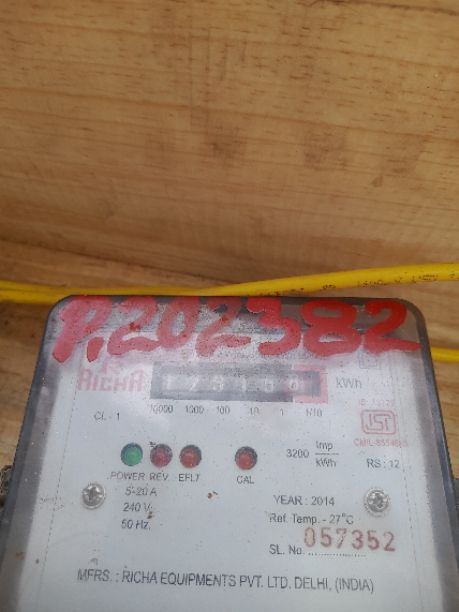 P.202382
RICHA kWh
CL - 1 10000 1000 100 10 1 1/10
3200 Imp/kWh RS : 12
POWER REV. EFLT CAL
5-20 A
240 V
50 Hz.
YEAR : 2014
Ref. Temp. - 27°C
SL. No. 057352
MFRS. : RICHA EQUIPMENTS PVT. LTD. DELHI, (INDIA)